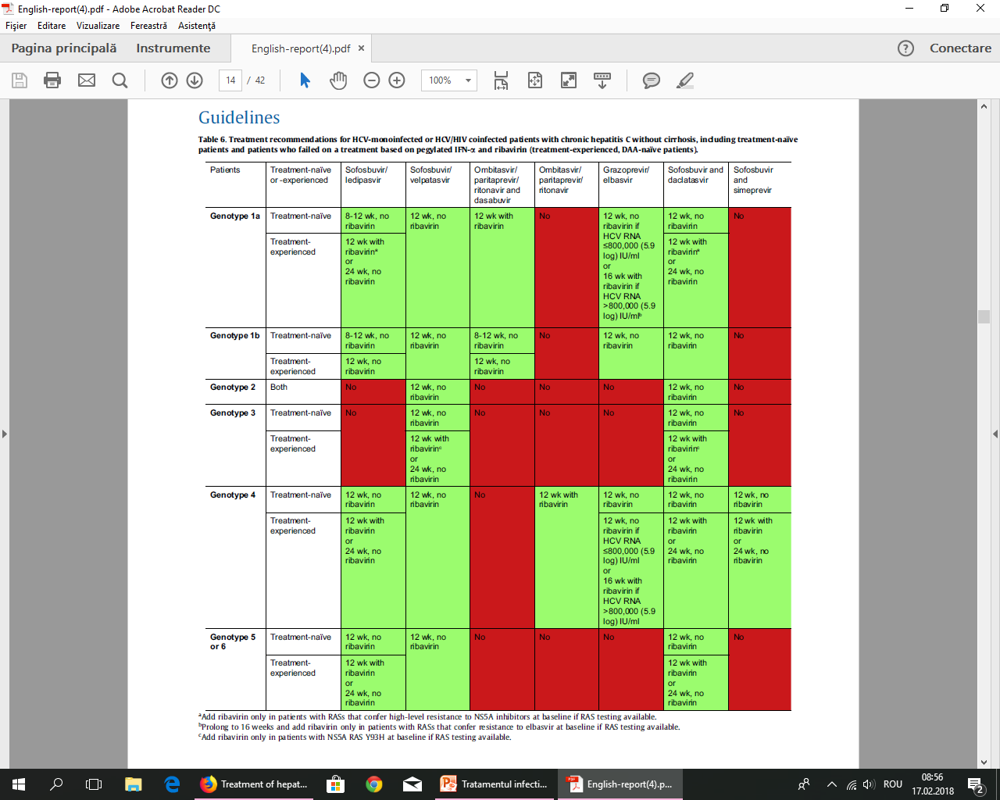 English-report(4).pdf - Adobe Acrobat Reader DC
Fişier Editare Vizualizare Fereastră Asistenţă
Pagina principală Instrumente English-report(4).pdf × ? Conectare
14 / 42 100%
Guidelines
Table 6. Treatment recommendations for HCV-monoinfected or HCV/HIV coinfected patients with chronic hepatitis C without cirrhosis, including treatment-naïve
patients and patients who failed on a treatment based on pegylated IFN-α and ribavirin (treatment-experienced, DAA-naïve patients).
Patients
Treatment-naïve
or -experienced
Sofosbuvir/
ledipasvir
Sofosbuvir/
velpatasvir
Ombitasvir/
paritaprevir/
ritonavir and
dasabuvir
Ombitasvir/
paritaprevir/
ritonavir
Grazoprevir/
elbasvir
Sofosbuvir and
daclatasvir
Sofosbuvir
and
simeprevir
Genotype 1a
Treatment-naïve
8-12 wk, no
ribavirin
12 wk, no
ribavirin
12 wk with
ribavirin
No
12 wk, no
ribavirin if
HCV RNA
≤800,000 (5.9
log) IU/ml
or
16 wk with
ribavirin if
HCV RNA
>800,000 (5.9
log) IU/mlᵇ
12 wk, no
ribavirin
No
Treatment-
experienced
12 wk with
ribavirinᵃ
or
24 wk, no
ribavirin
12 wk with
ribavirinᵃ
or
24 wk, no
ribavirin
Genotype 1b
Treatment-naïve
8-12 wk, no
ribavirin
12 wk, no
ribavirin
8-12 wk, no
ribavirin
No
12 wk, no
ribavirin
12 wk, no
ribavirin
No
Treatment-
experienced
12 wk, no
ribavirin
12 wk, no
ribavirin
Genotype 2
Both
No
12 wk, no
ribavirin
No
No
No
12 wk, no
ribavirin
No
Genotype 3
Treatment-naïve
No
12 wk, no
ribavirin
No
No
No
12 wk, no
ribavirin
No
Treatment-
experienced
12 wk with
ribavirinᶜ
or
24 wk, no
ribavirin
12 wk with
ribavirinᶜ
or
24 wk, no
ribavirin
Genotype 4
Treatment-naïve
12 wk, no
ribavirin
12 wk, no
ribavirin
No
12 wk with
ribavirin
12 wk, no
ribavirin
12 wk, no
ribavirin
12 wk, no
ribavirin
Treatment-
experienced
12 wk with
ribavirin
or
24 wk, no
ribavirin
12 wk, no
ribavirin if
HCV RNA
≤800,000 (5.9
log) IU/ml
or
16 wk with
ribavirin if
HCV RNA
>800,000 (5.9
log) IU/ml
12 wk with
ribavirin
or
24 wk, no
ribavirin
12 wk with
ribavirin
or
24 wk, no
ribavirin
Genotype 5
or 6
Treatment-naïve
12 wk, no
ribavirin
12 wk, no
ribavirin
No
No
No
12 wk, no
ribavirin
No
Treatment-
experienced
12 wk with
ribavirin
or
24 wk, no
ribavirin
12 wk with
ribavirin
or
24 wk, no
ribavirin
ᵃAdd ribavirin only in patients with RASs that confer high-level resistance to NS5A inhibitors at baseline if RAS testing available.
ᵇProlong to 16 weeks and add ribavirin only in patients with RASs that confer resistance to elbasvir at baseline if RAS testing available.
ᶜAdd ribavirin only in patients with NS5A RAS Y93H at baseline if RAS testing available.
Treatment of hepat... Tratamentul infecti... English-report(4).p... ROU 08:56
17.02.2018 2